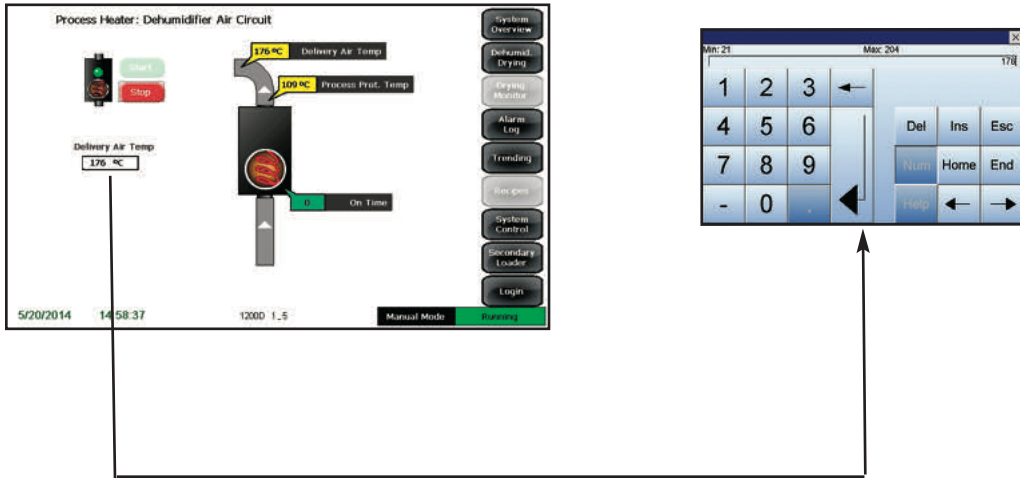 Process Heater: Dehumidifier Air Circuit
Start
Stop
Delivery Air Temp
176 ºC
176 ºC Delivery Air Temp
109 ºC Process Prot. Temp
0 On Time
System
Overview
Dehumid.
Drying
Drying
Monitor
Alarm
Log
Trending
Recipes
System
Control
Secondary
Loader
Login
5/20/2014 14:58:37 1200D 1_5 Manual Mode Running
Min: 21 Max: 204
176
1 2 3
4 5 6 Del Ins Esc
7 8 9 Num Home End
- 0 . Help